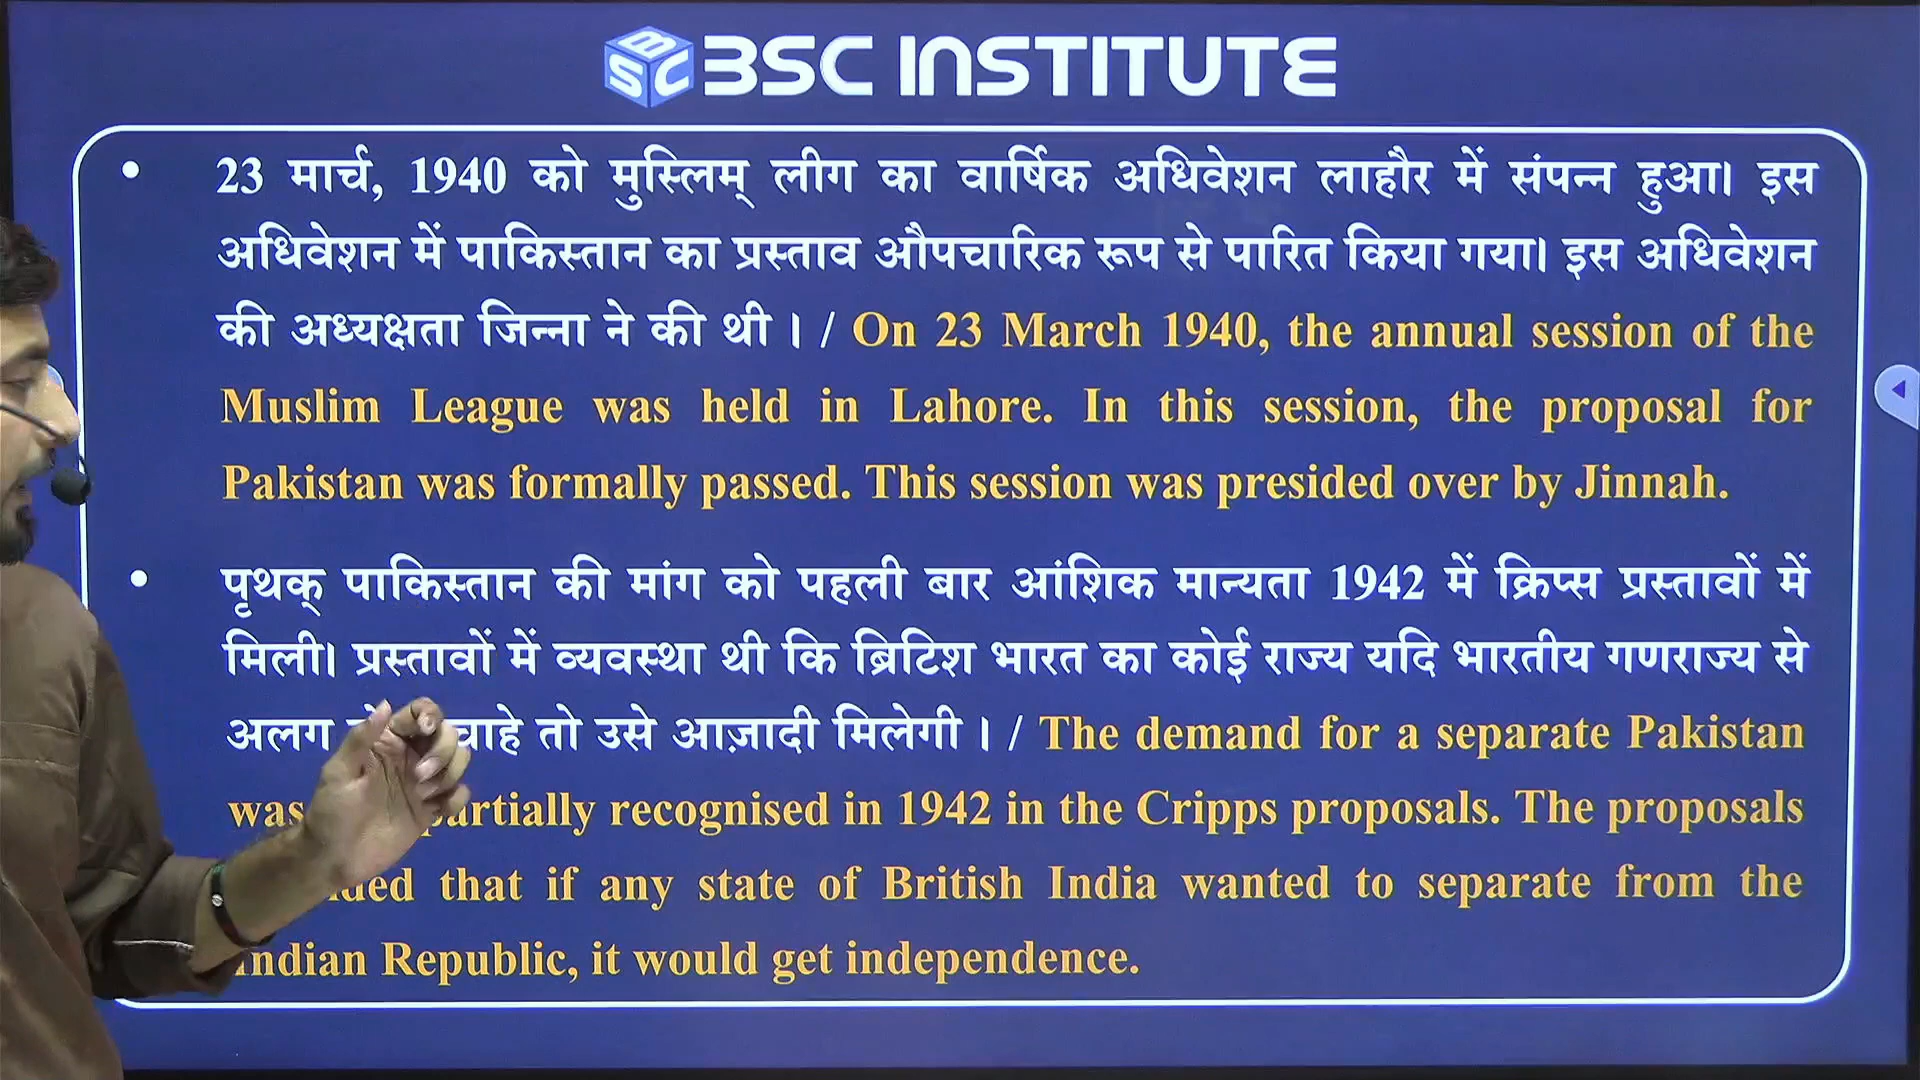 BSC
BSC INSTITUTE
• 23 मार्च, 1940 को मुस्लिम् लीग का वार्षिक अधिवेशन लाहौर में संपन्न हुआ। इस
अधिवेशन में पाकिस्तान का प्रस्ताव औपचारिक रूप से पारित किया गया। इस अधिवेशन
की अध्यक्षता जिन्ना ने की थी । / On 23 March 1940, the annual session of the
Muslim League was held in Lahore. In this session, the proposal for
Pakistan was formally passed. This session was presided over by Jinnah.
• पृथक् पाकिस्तान की मांग को पहली बार आंशिक मान्यता 1942 में क्रिप्स प्रस्तावों में
मिली। प्रस्तावों में व्यवस्था थी कि ब्रिटिश भारत का कोई राज्य यदि भारतीय गणराज्य से
अलग तो उसे आज़ादी मिलेगी । / The demand for a separate Pakistan
was recognised in 1942 in the Cripps proposals. The proposals
that if any state of British India wanted to separate from the
Indian Republic, it would get independence.